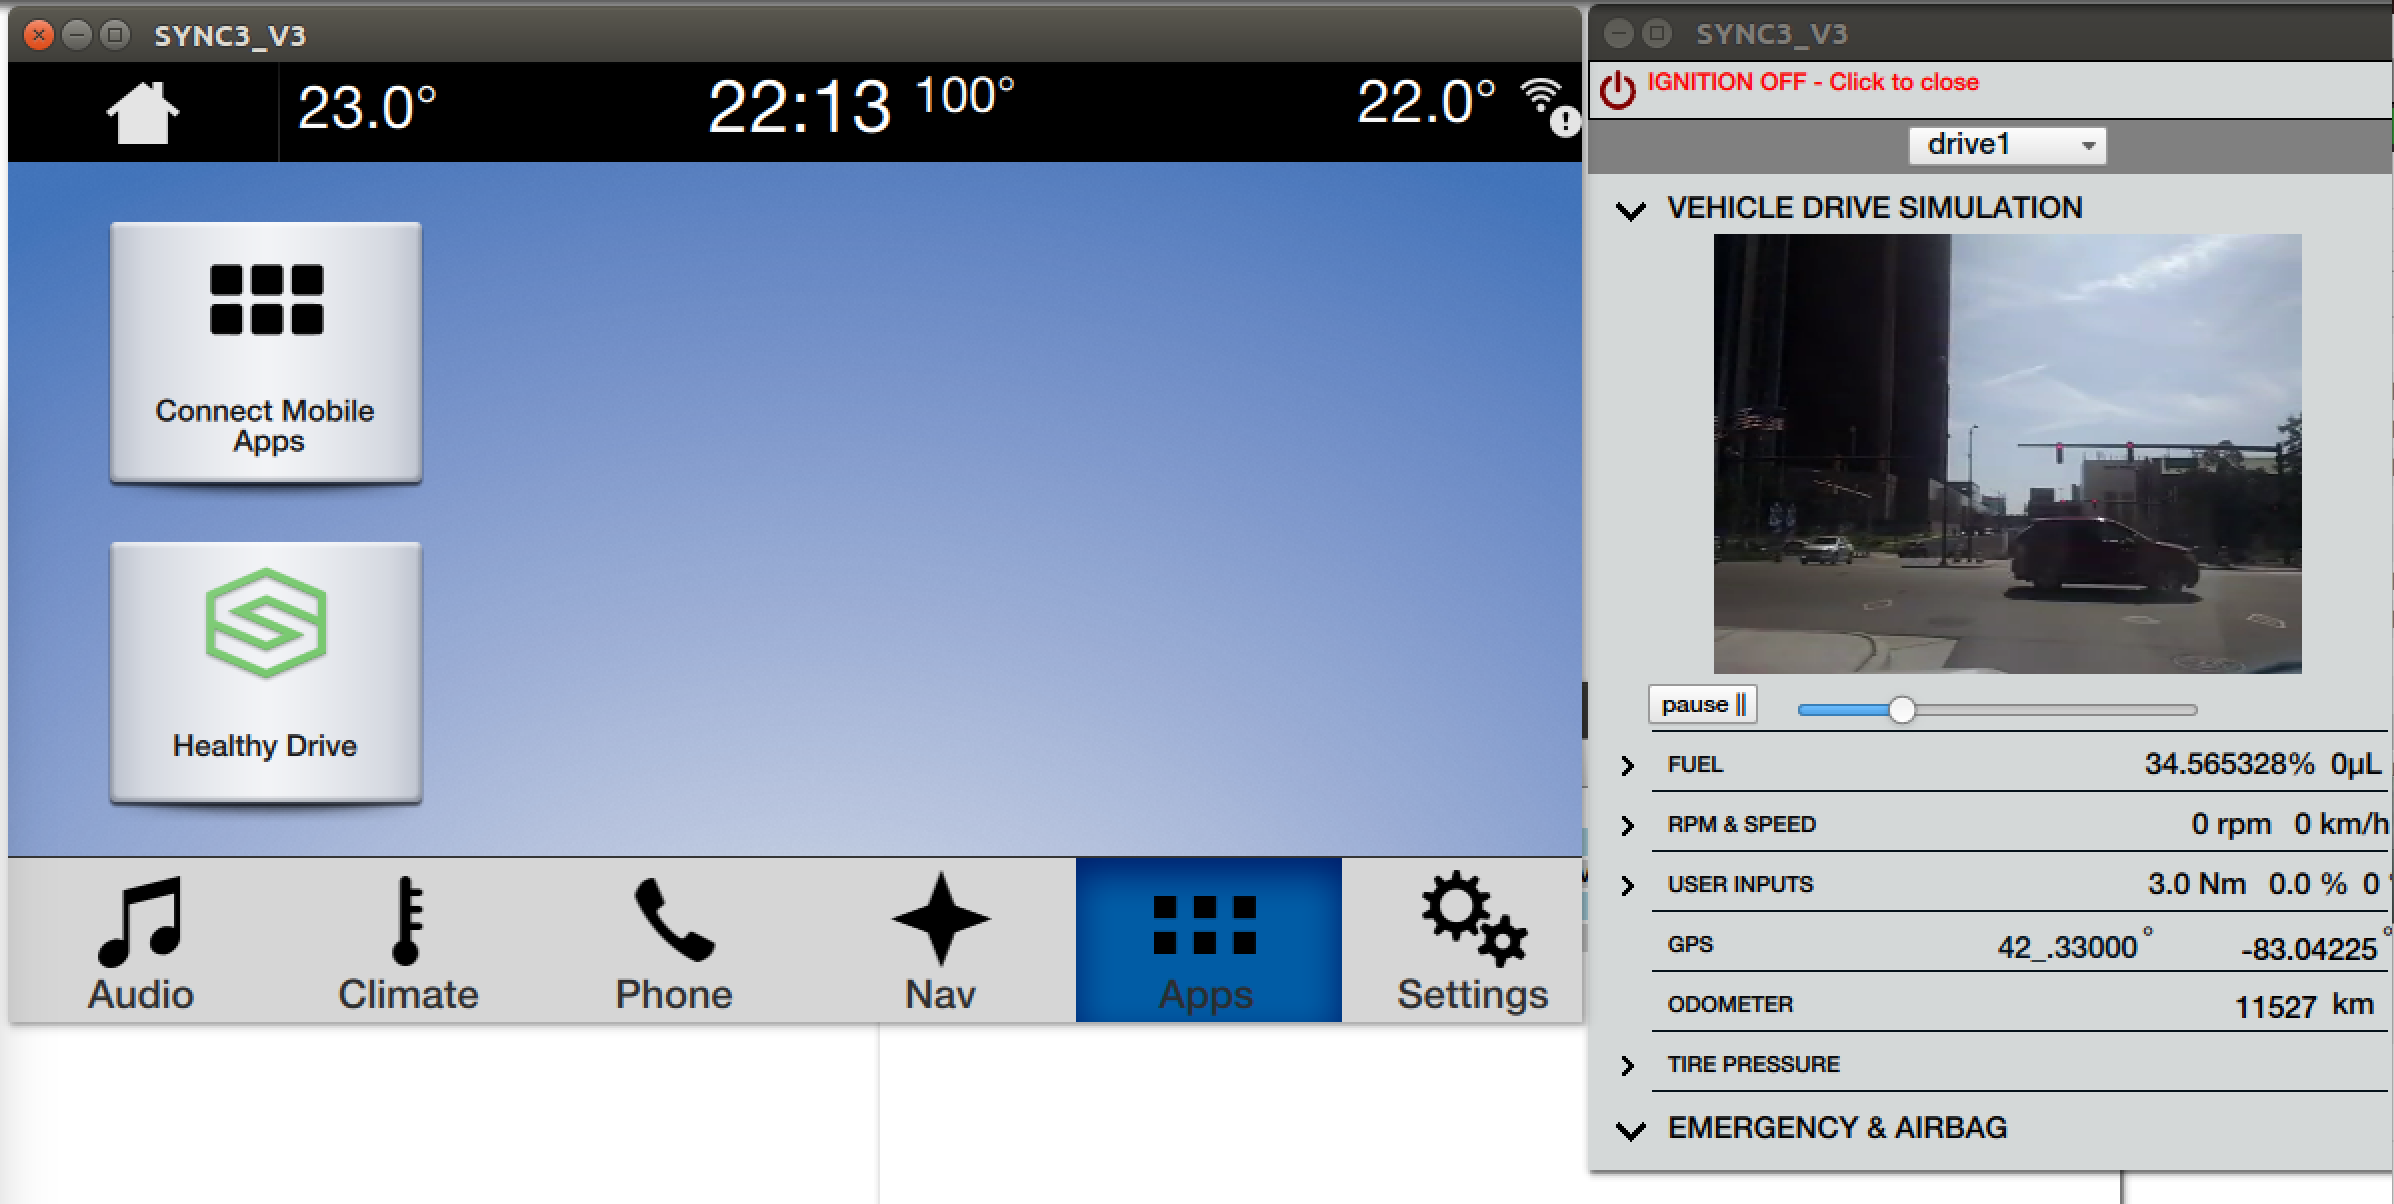 SYNC3_V3
23.0°
22:13 100°
22.0°
Connect Mobile
Apps
Healthy Drive
Audio
Climate
Phone
Nav
Apps
Settings
SYNC3_V3
IGNITION OFF - Click to close
drive1
VEHICLE DRIVE SIMULATION
pause ||
FUEL 34.565328% 0µL
RPM & SPEED 0 rpm 0 km/h
USER INPUTS 3.0 Nm 0.0 % 0 °
GPS 42_.33000° -83.04225°
ODOMETER 11527 km
TIRE PRESSURE
EMERGENCY & AIRBAG